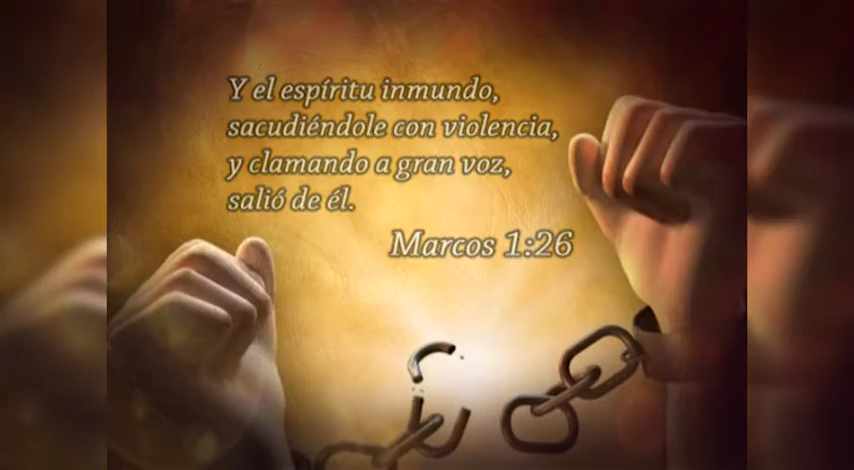 Y el espíritu inmundo,
sacudiéndole con violencia,
y clamando a gran voz,
salió de él.
Marcos 1:26